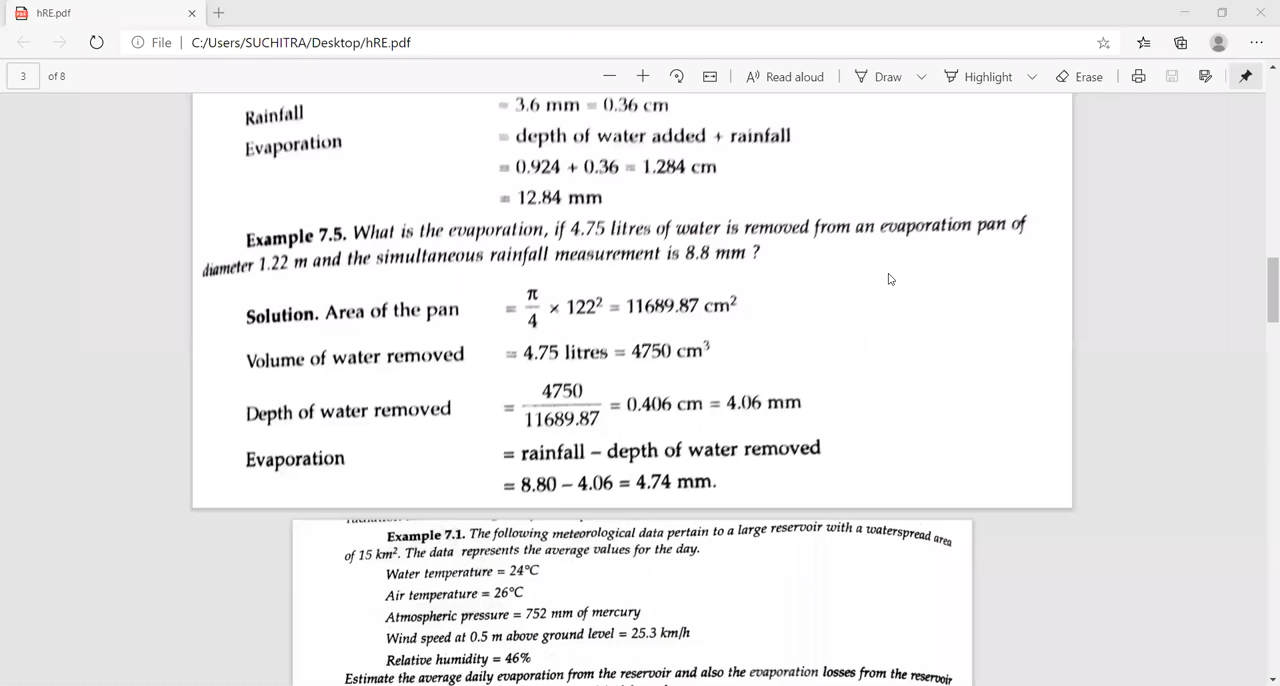 hRE.pdf
File | C:/Users/SUCHITRA/Desktop/hRE.pdf
3 of 8
Read aloud
Draw
Highlight
Erase
Rainfall = 3.6 mm = 0.36 cm
Evaporation = depth of water added + rainfall
= 0.924 + 0.36 = 1.284 cm
= 12.84 mm
Example 7.5. What is the evaporation, if 4.75 litres of water is removed from an evaporation pan of
diameter 1.22 m and the simultaneous rainfall measurement is 8.8 mm ?
Solution. Area of the pan = π/4 × 122² = 11689.87 cm²
Volume of water removed = 4.75 litres = 4750 cm³
Depth of water removed = 4750/11689.87 = 0.406 cm = 4.06 mm
Evaporation = rainfall – depth of water removed
= 8.80 – 4.06 = 4.74 mm.
Example 7.1. The following meteorological data pertain to a large reservoir with a waterspread area
of 15 km². The data represents the average values for the day.
Water temperature = 24°C
Air temperature = 26°C
Atmospheric pressure = 752 mm of mercury
Wind speed at 0.5 m above ground level = 25.3 km/h
Relative humidity = 46%
Estimate the average daily evaporation from the reservoir and also the evaporation losses from the reservoir